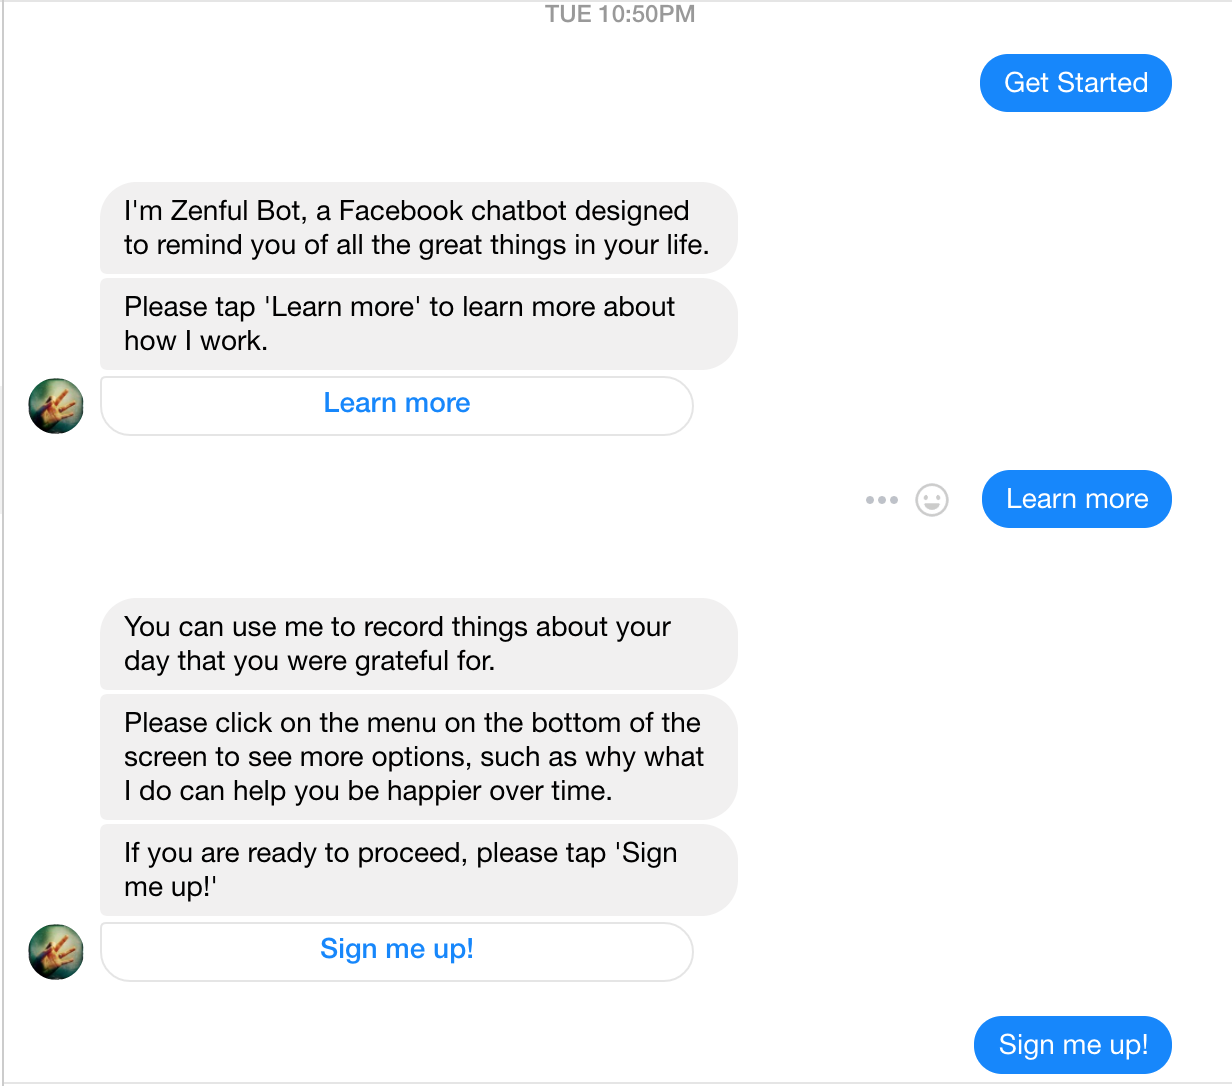 TUE 10:50PM
Get Started
I'm Zenful Bot, a Facebook chatbot designed
to remind you of all the great things in your life.
Please tap 'Learn more' to learn more about
how I work.
Learn more
Learn more
You can use me to record things about your
day that you were grateful for.
Please click on the menu on the bottom of the
screen to see more options, such as why what
I do can help you be happier over time.
If you are ready to proceed, please tap 'Sign
me up!'
Sign me up!
Sign me up!